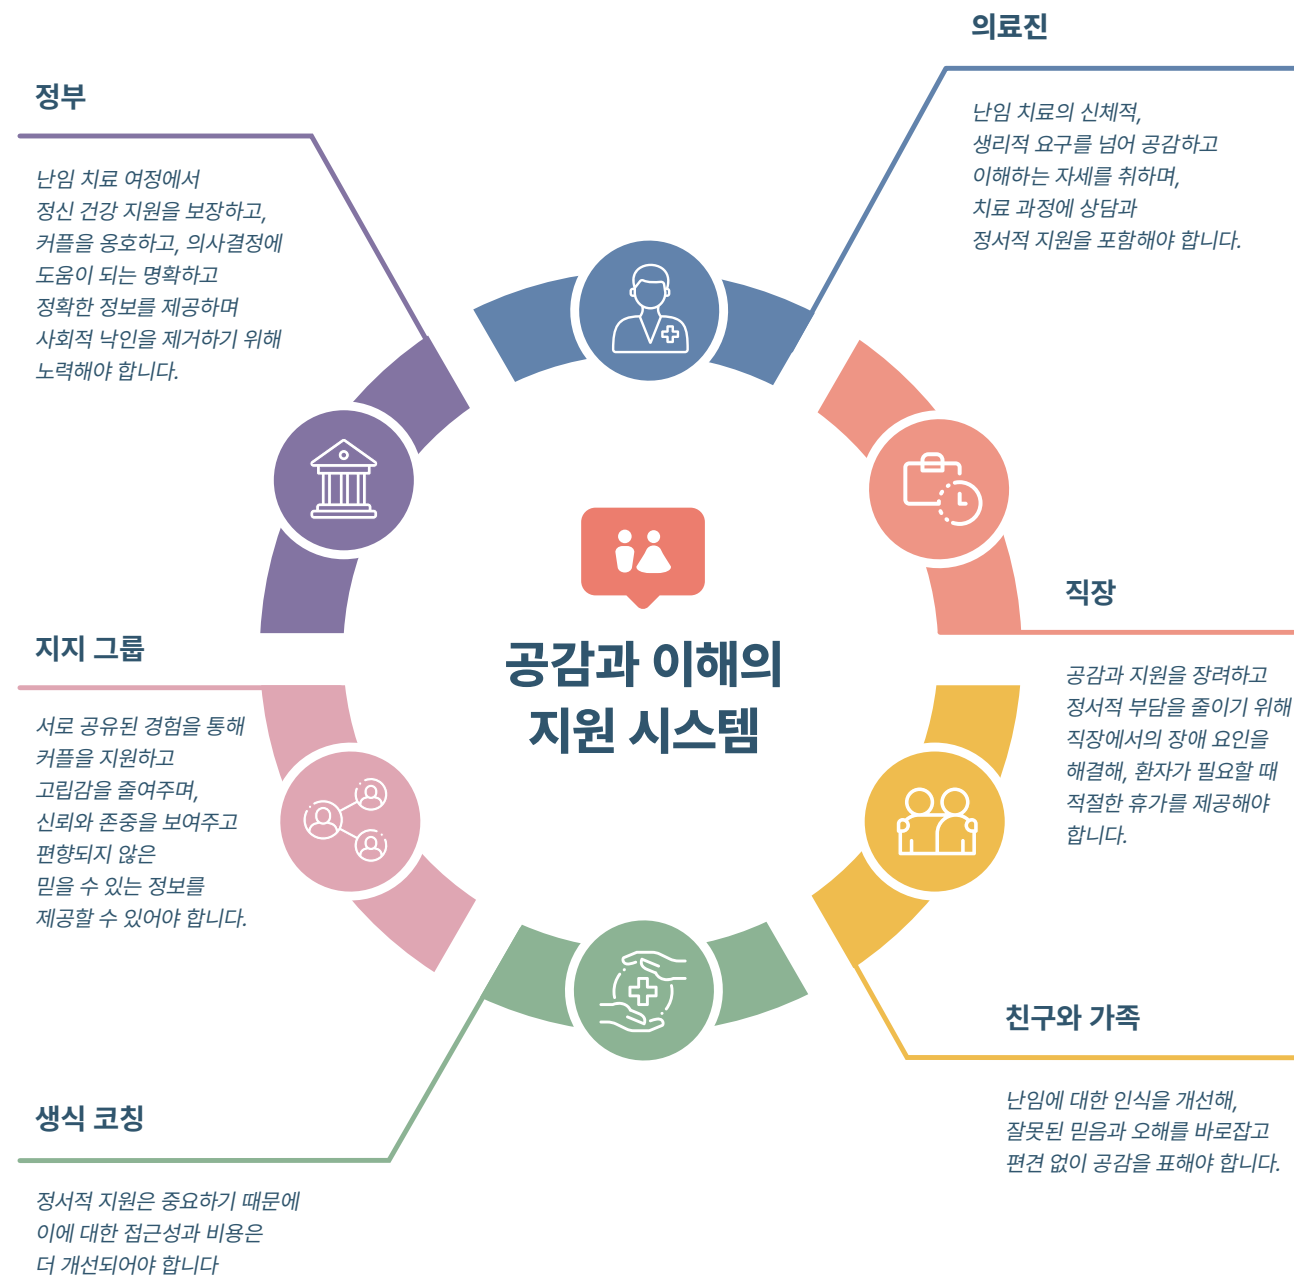 의료진
난임 치료의 신체적,
생리적 요구를 넘어 공감하고
이해하는 자세를 취하며,
치료 과정에 상담과
정서적 지원을 포함해야 합니다.
정부
난임 치료 여정에서
정신 건강 지원을 보장하고,
커플을 옹호하고, 의사결정에
도움이 되는 명확하고
정확한 정보를 제공하며
사회적 낙인을 제거하기 위해
노력해야 합니다.
공감과 이해의
지원 시스템
직장
공감과 지원을 장려하고
정서적 부담을 줄이기 위해
직장에서의 장애 요인을
해결해, 환자가 필요할 때
적절한 휴가를 제공해야
합니다.
지지 그룹
서로 공유된 경험을 통해
커플을 지원하고
고립감을 줄여주며,
신뢰와 존중을 보여주고
편향되지 않은
믿을 수 있는 정보를
제공할 수 있어야 합니다.
친구와 가족
난임에 대한 인식을 개선해,
잘못된 믿음과 오해를 바로잡고
편견 없이 공감을 표해야 합니다.
생식 코칭
정서적 지원은 중요하기 때문에
이에 대한 접근성과 비용은
더 개선되어야 합니다